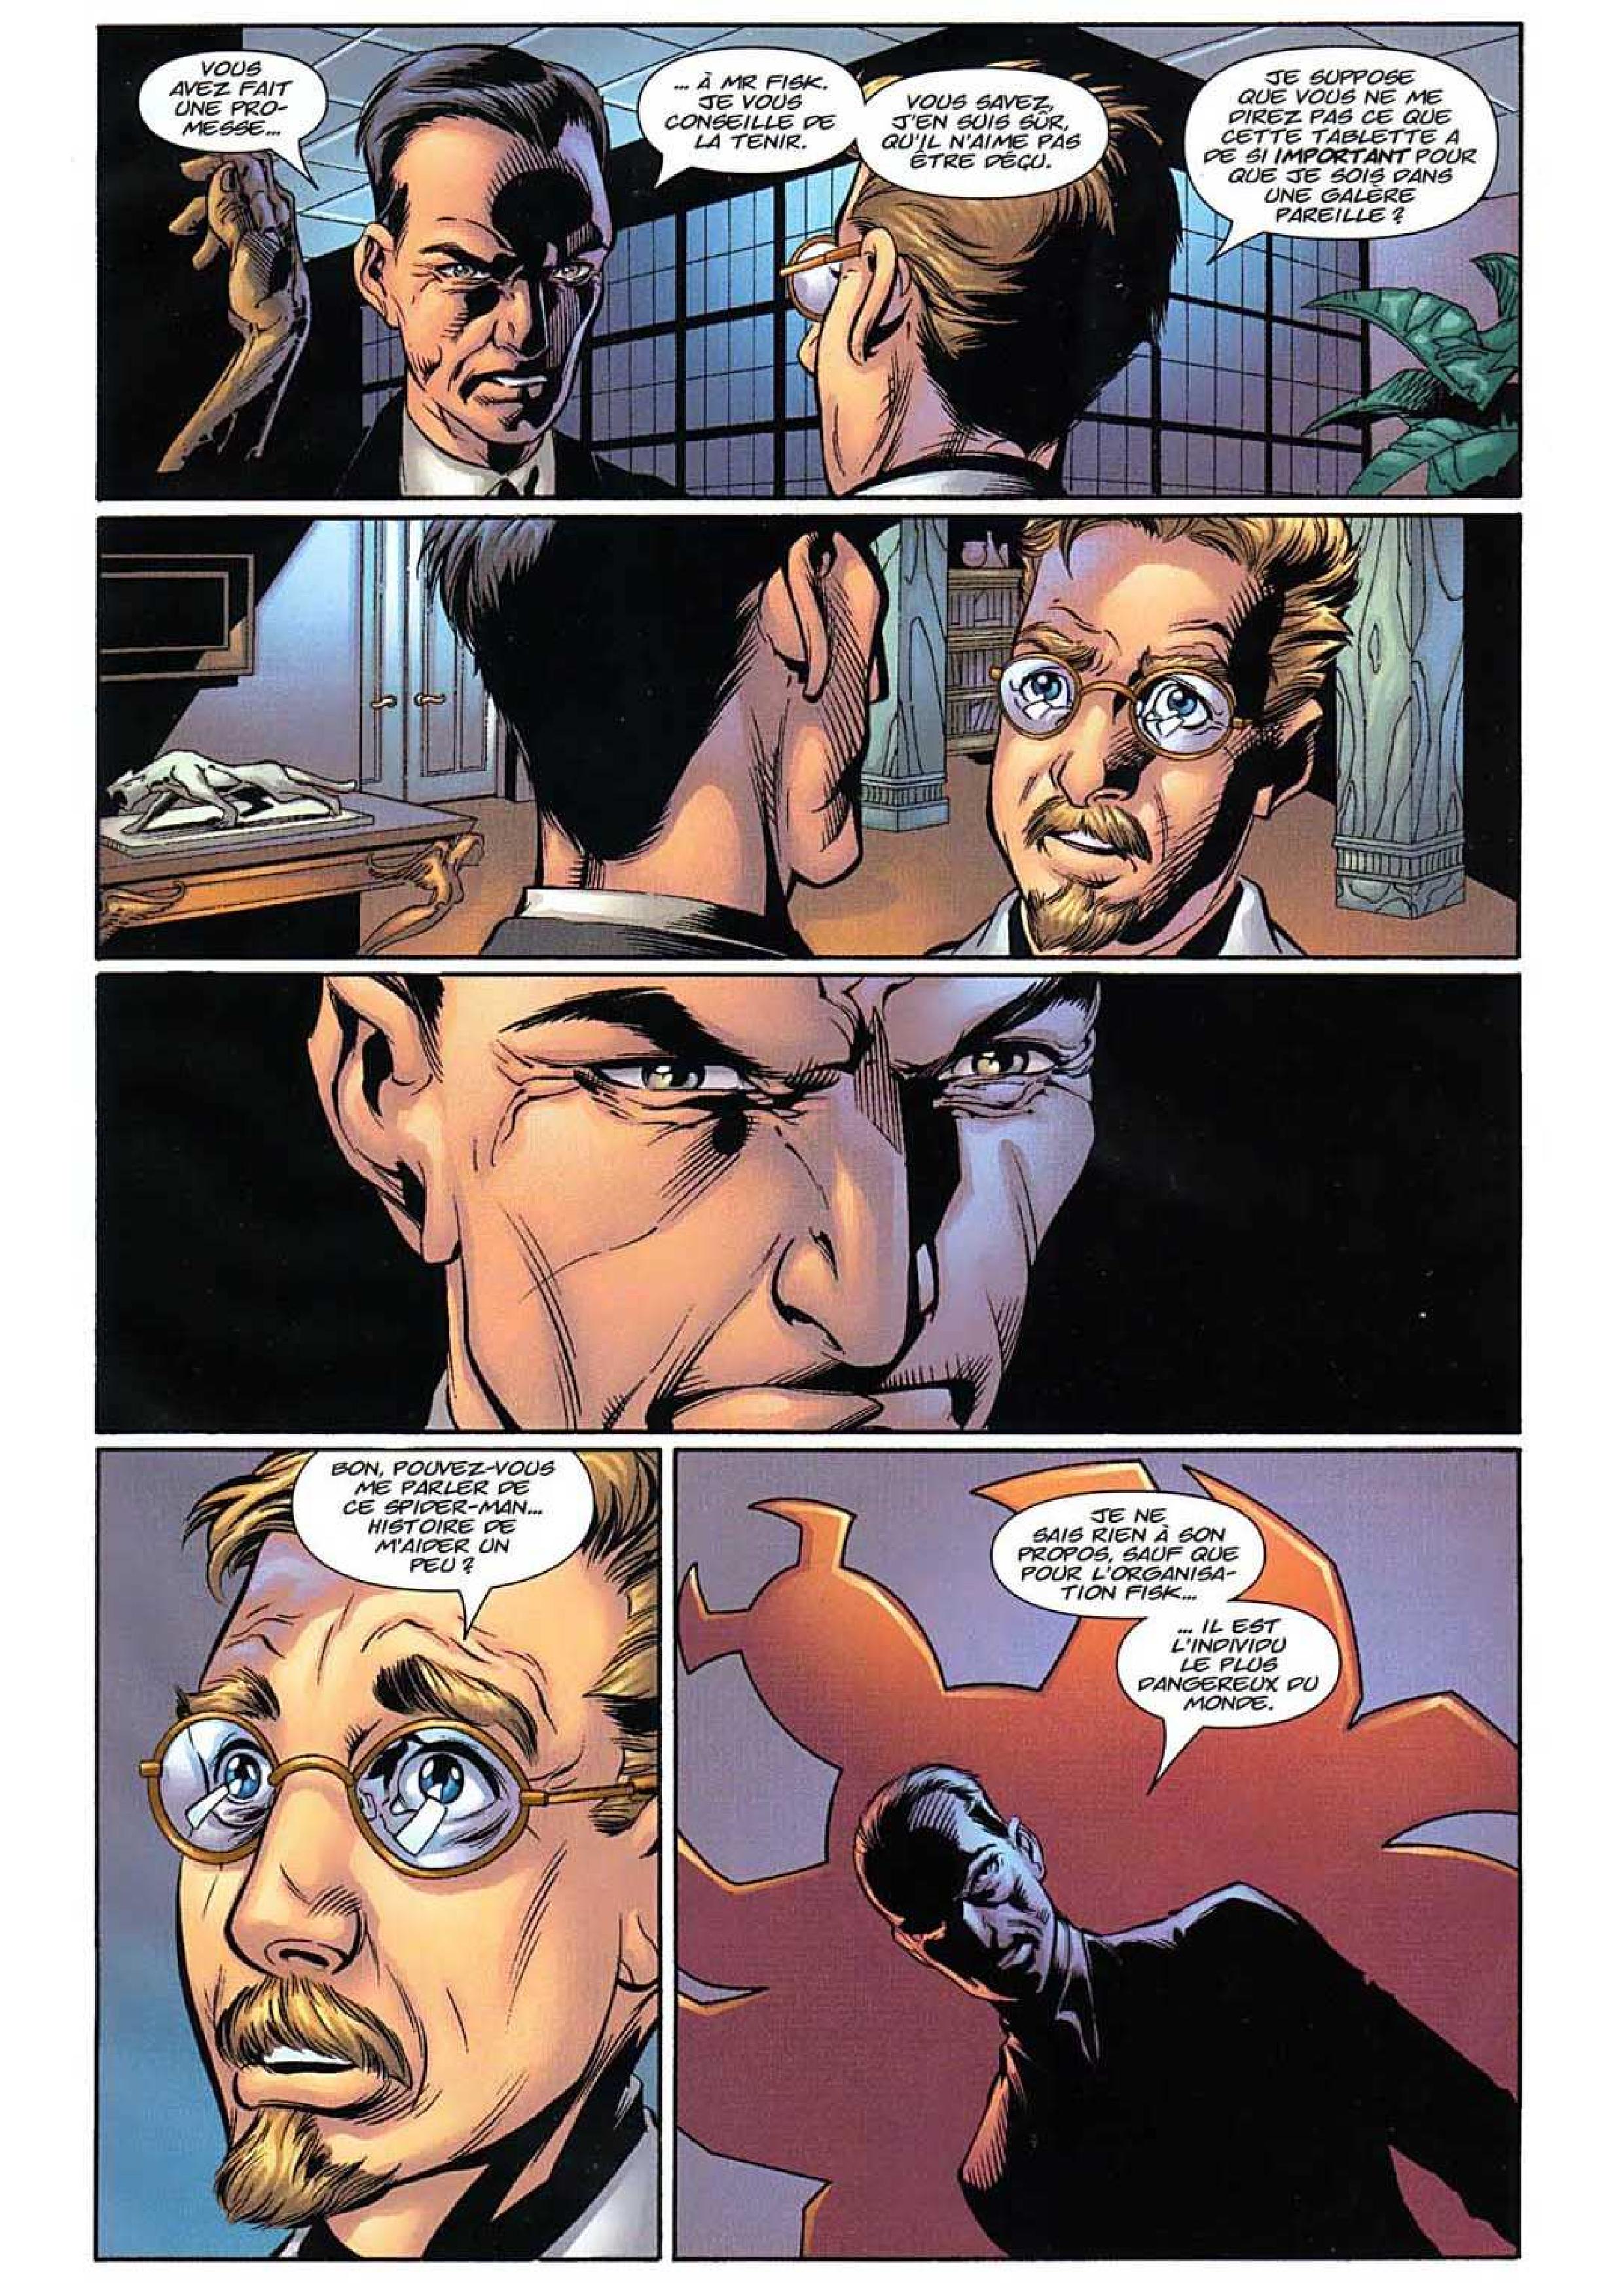 VOUS
AVEZ FAIT
UNE PRO-
MESSE...
... À MR FISK.
JE VOUS
CONSEILLE DE
LA TENIR.
VOUS SAVEZ,
J'EN SUIS SÛR,
QU'IL N'AIME PAS
ÊTRE DÉÇU.
JE SUPPOSE
QUE VOUS NE ME
DIREZ PAS CE QUE
CETTE TABLETTE A
DE SI IMPORTANT POUR
QUE JE SOIS DANS
UNE GALÈRE
PAREILLE ?
BON, POUVEZ-VOUS
ME PARLER DE
CE SPIDER-MAN...
HISTOIRE DE
M'AIDER UN
PEU ?
JE NE
SAIS RIEN À SON
PROPOS, SAUF QUE
POUR L'ORGANISA-
TION FISK...
... IL EST
L'INDIVIDU
LE PLUS
DANGEREUX DU
MONDE.